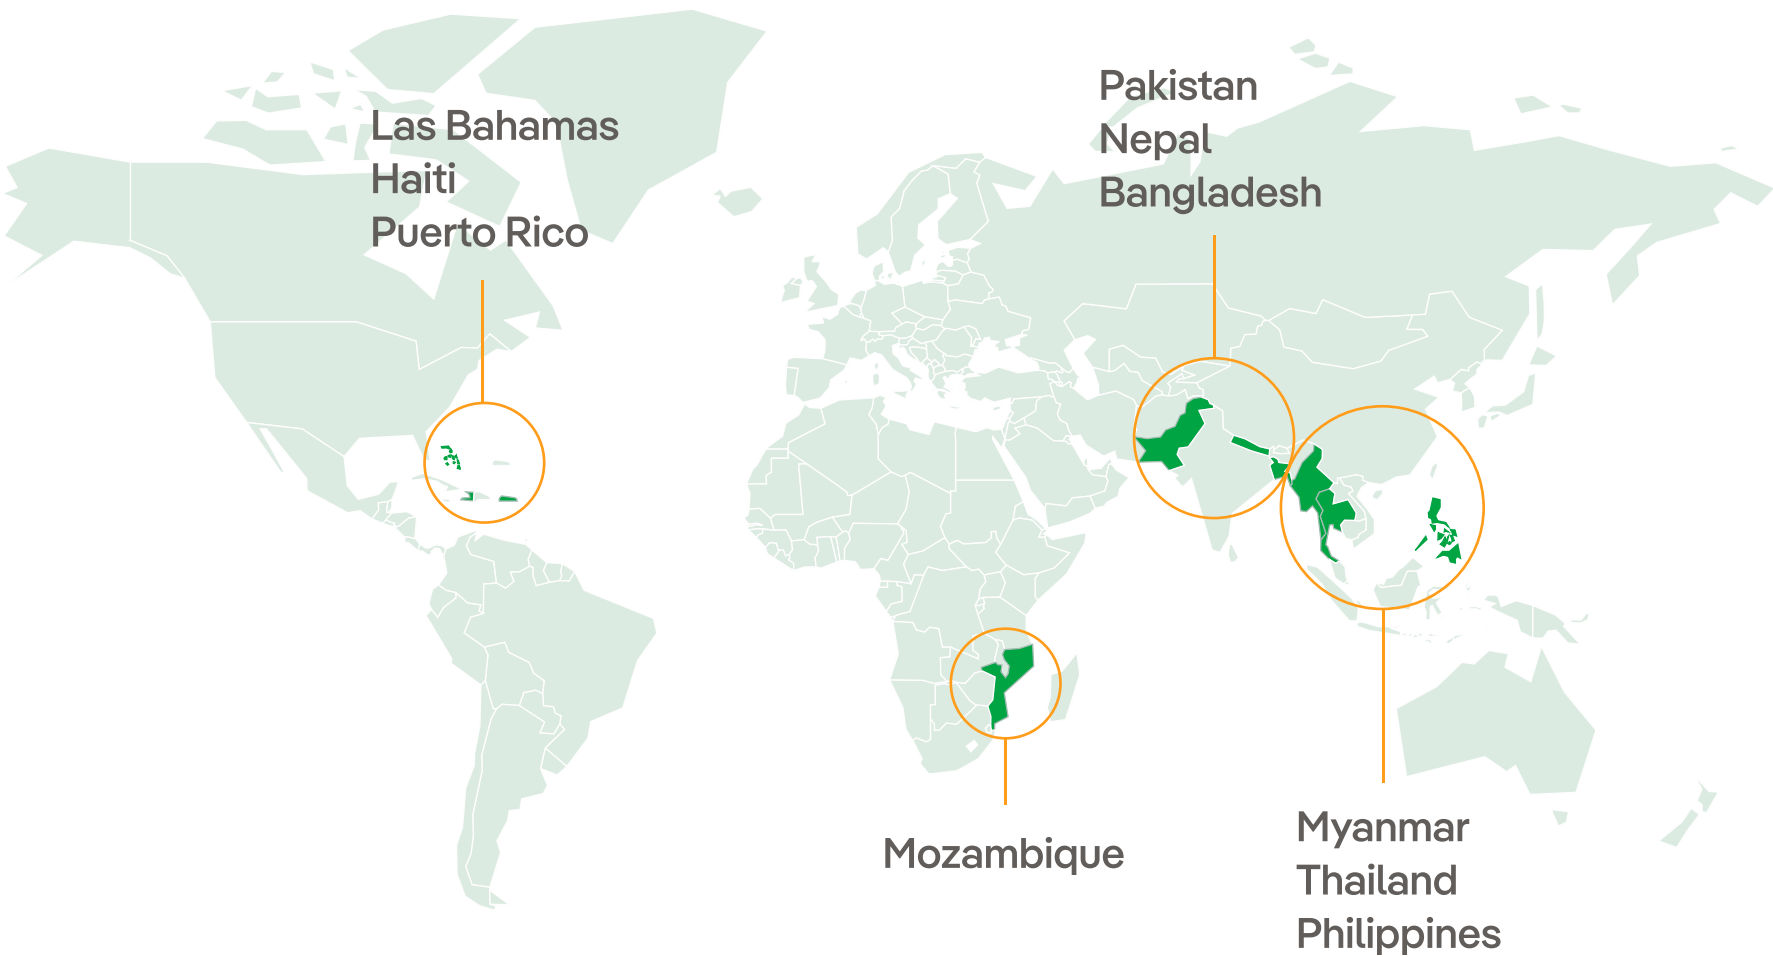 Las Bahamas
Haiti
Puerto Rico
Pakistan
Nepal
Bangladesh
Mozambique
Myanmar
Thailand
Philippines